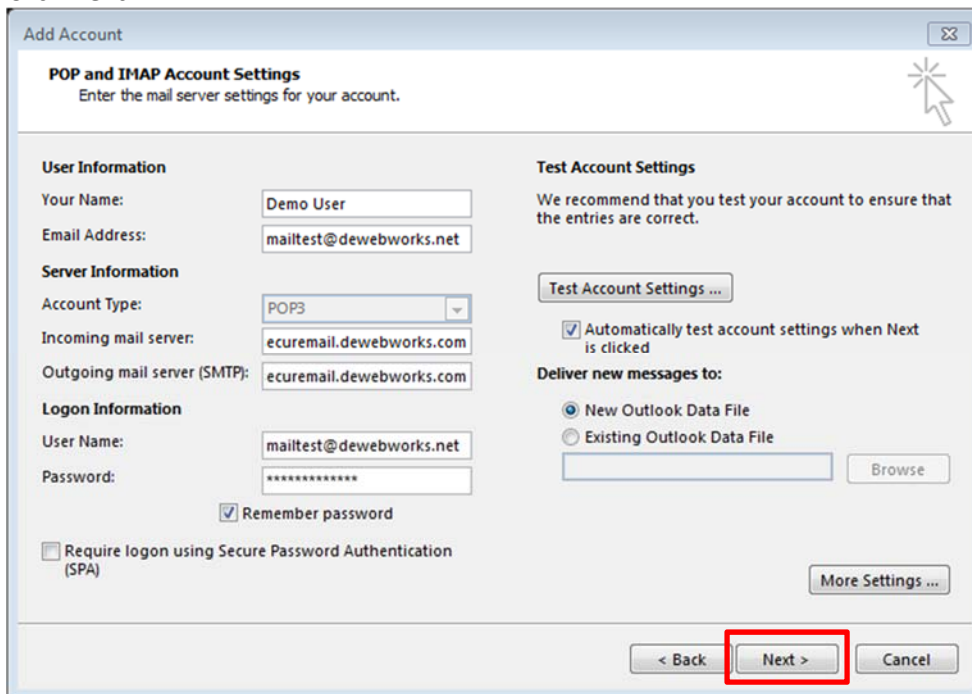 Add Account
POP and IMAP Account Settings
Enter the mail server settings for your account.
User Information
Your Name:
Demo User
Email Address:
mailtest@dewebworks.net
Server Information
Account Type:
POP3
Incoming mail server:
ecuremail.dewebworks.com
Outgoing mail server (SMTP):
ecuremail.dewebworks.com
Logon Information
User Name:
mailtest@dewebworks.net
Password:
*************
Remember password
Require logon using Secure Password Authentication
(SPA)
Test Account Settings
We recommend that you test your account to ensure that
the entries are correct.
Test Account Settings ...
Automatically test account settings when Next
is clicked
Deliver new messages to:
New Outlook Data File
Existing Outlook Data File
Browse
More Settings ...
< Back
Next >
Cancel